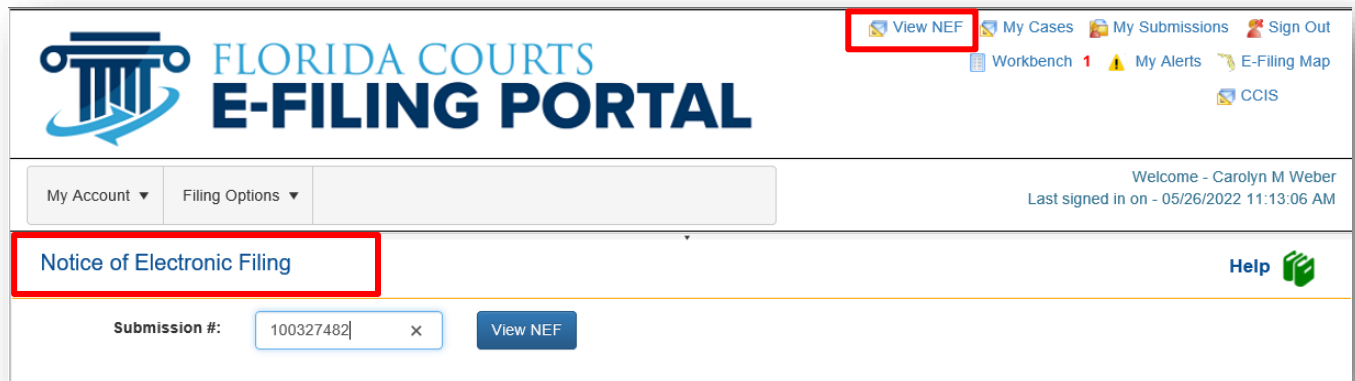 View NEF My Cases My Submissions Sign Out
Workbench 1 My Alerts E-Filing Map
CCIS
FLORIDA COURTS
E-FILING PORTAL
My Account ▼ Filing Options ▼
Welcome - Carolyn M Weber
Last signed in on - 05/26/2022 11:13:06 AM
Notice of Electronic Filing
Help
Submission #: 100327482 × View NEF